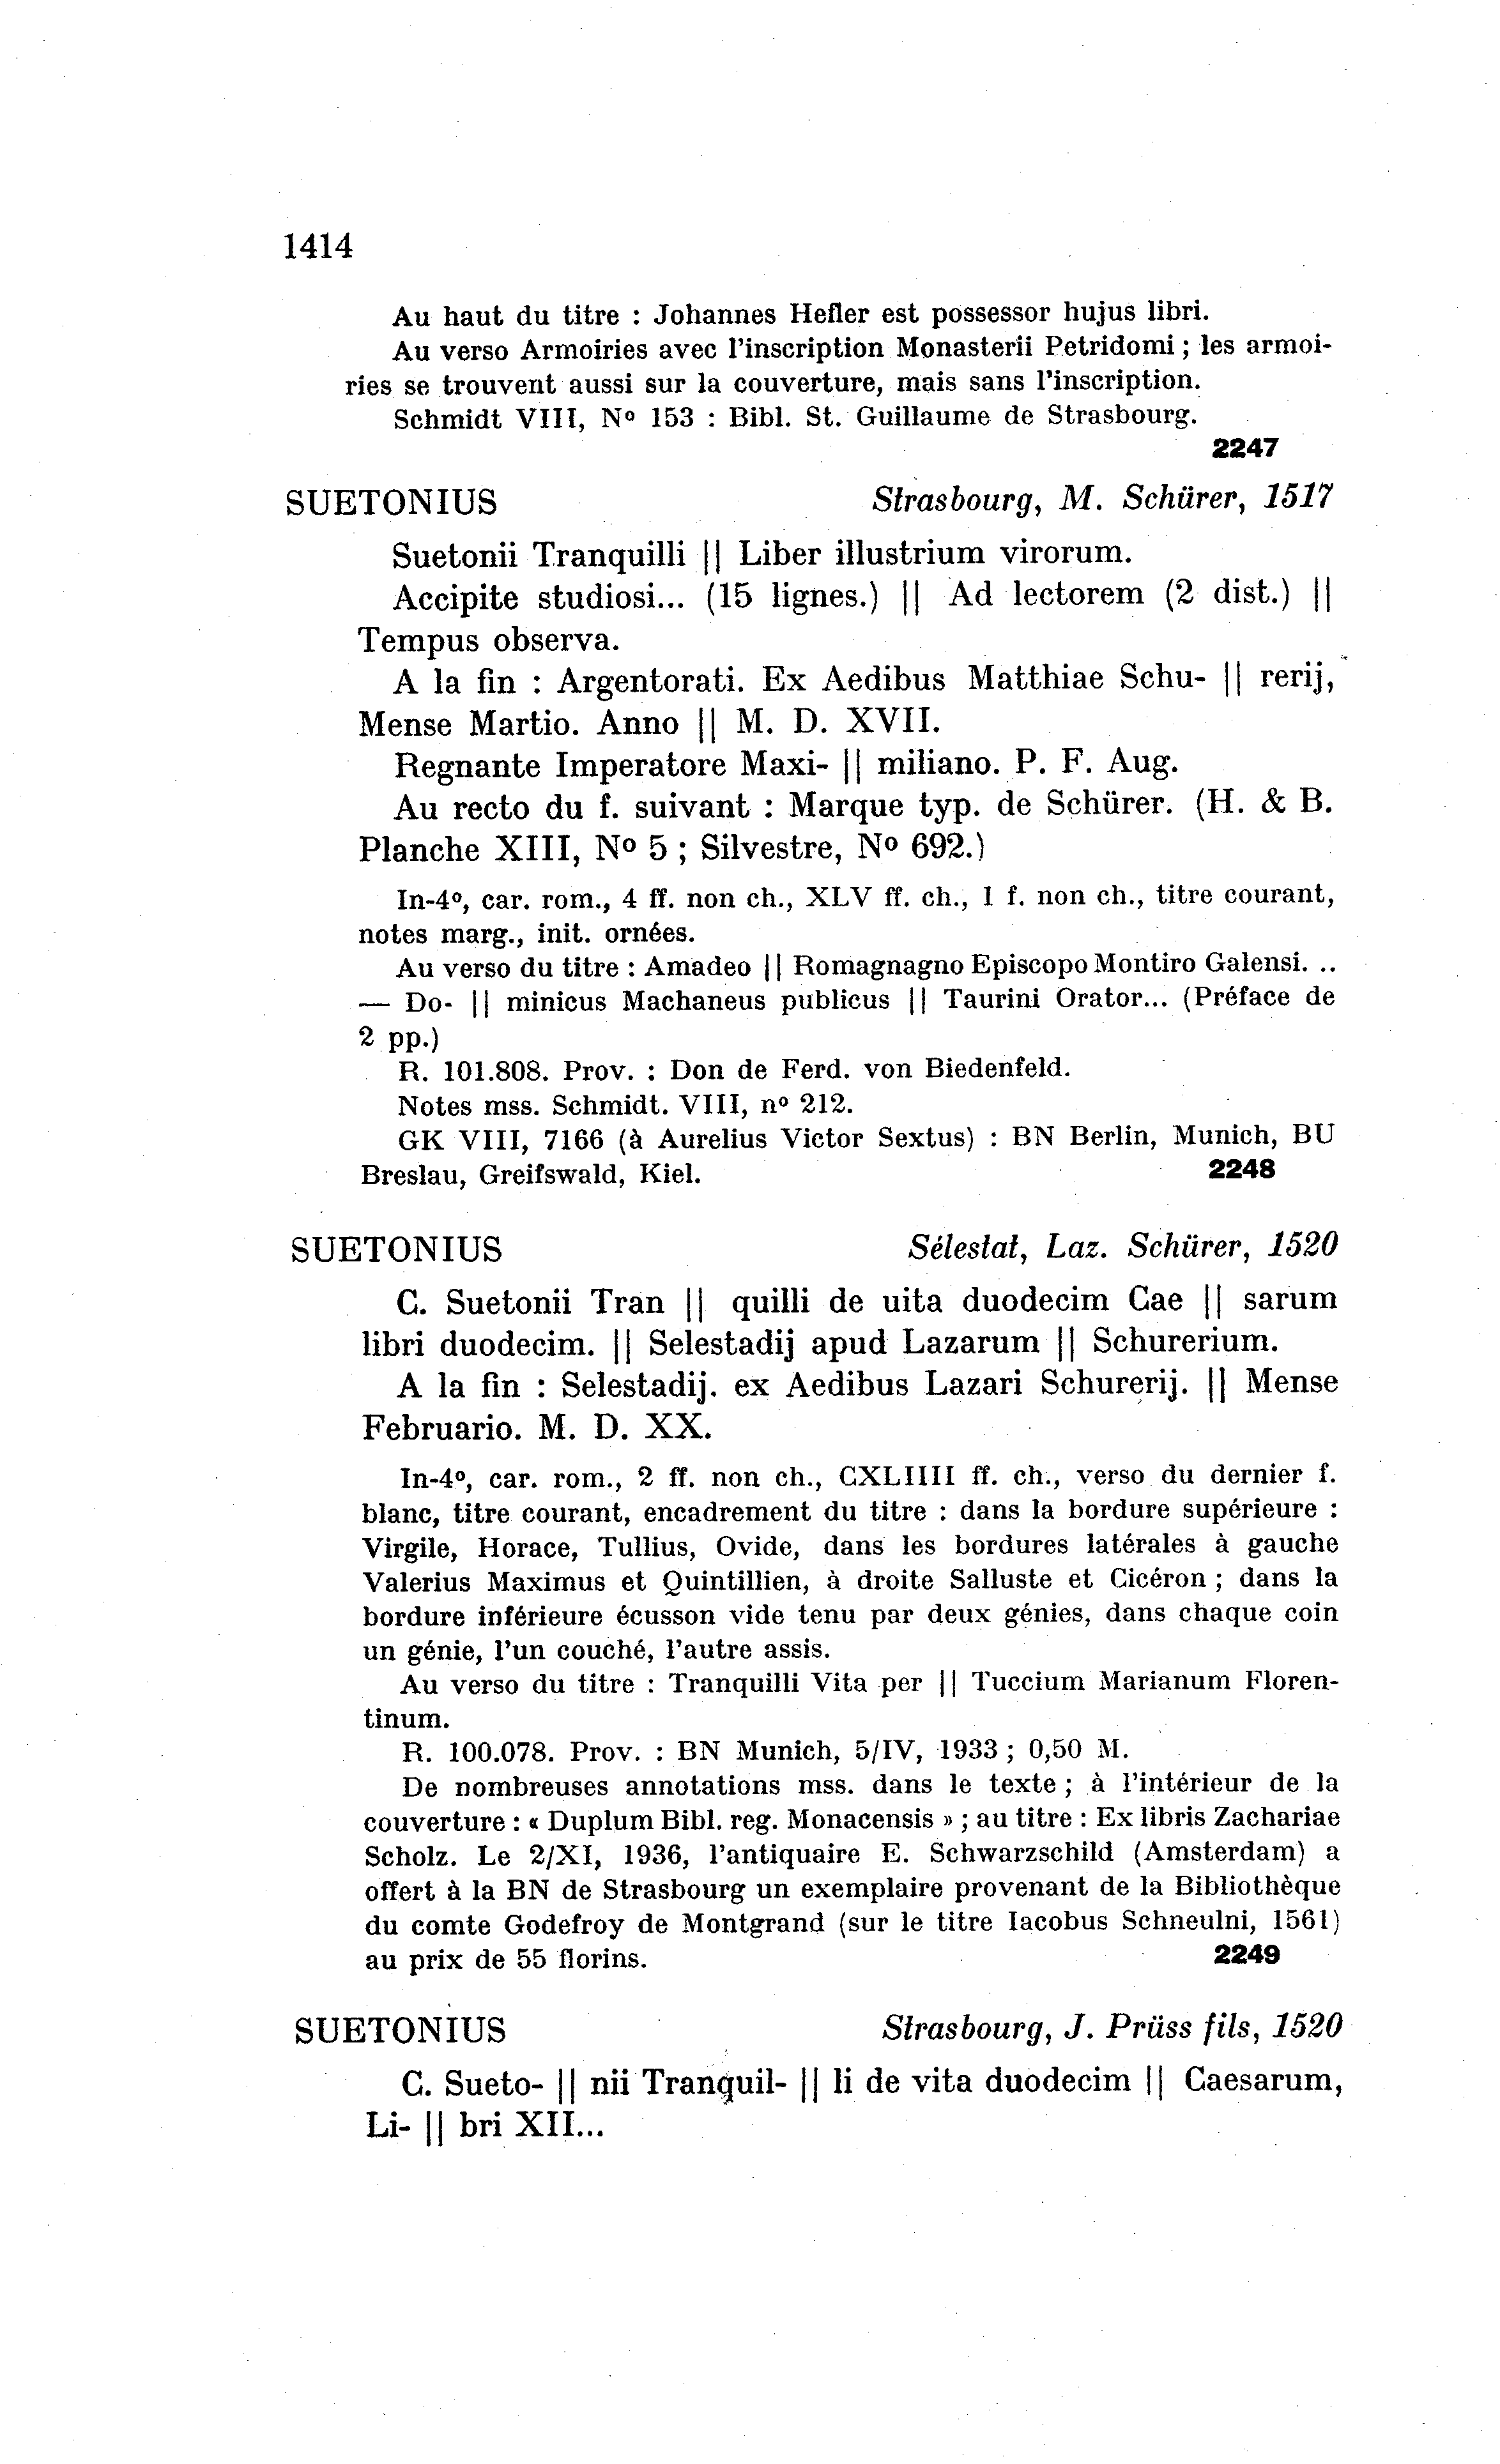 1414
Au haut du titre : Johannes Hefler est possessor hujus libri.
Au verso Armoiries avec l'inscription Monasterii Petridomi ; les armoi-
ries se trouvent aussi sur la couverture, mais sans l'inscription.
Schmidt VIII, Nº 153 : Bibl. St. Guillaume de Strasbourg.
2247
SUETONIUS Strasbourg, M. Schürer, 1517
Suetonii Tranquilli || Liber illustrium virorum.
Accipite studiosi... (15 lignes.) || Ad lectorem (2 dist.) ||
Tempus observa.
A la fin : Argentorati. Ex Aedibus Matthiae Schu- || rerij,
Mense Martio. Anno || M. D. XVII.
Regnante Imperatore Maxi- || miliano. P. F. Aug.
Au recto du f. suivant : Marque typ. de Schürer. (H. & B.
Planche XIII, Nº 5 ; Silvestre, Nº 692.)
In-4º, car. rom., 4 ff. non ch., XLV ff. ch., 1 f. non ch., titre courant,
notes marg., init. ornées.
Au verso du titre : Amadeo || Romagnagno Episcopo Montiro Galensi. ..
— Do- || minicus Machaneus publicus || Taurini Orator... (Préface de
2 pp.)
R. 101.808. Prov. : Don de Ferd. von Biedenfeld.
Notes mss. Schmidt. VIII, nº 212.
GK VIII, 7166 (à Aurelius Victor Sextus) : BN Berlin, Munich, BU
Breslau, Greifswald, Kiel. 2248
SUETONIUS Sélestat, Laz. Schürer, 1520
C. Suetonii Tran || quilli de uita duodecim Cae || sarum
libri duodecim. || Selestadij apud Lazarum || Schurerium.
A la fin : Selestadij. ex Aedibus Lazari Schurerij. || Mense
Februario. M. D. XX.
In-4º, car. rom., 2 ff. non ch., CXLIIII ff. ch., verso du dernier f.
blanc, titre courant, encadrement du titre : dans la bordure supérieure :
Virgile, Horace, Tullius, Ovide, dans les bordures latérales à gauche
Valerius Maximus et Quintillien, à droite Salluste et Cicéron ; dans la
bordure inférieure écusson vide tenu par deux génies, dans chaque coin
un génie, l'un couché, l'autre assis.
Au verso du titre : Tranquilli Vita per || Tuccium Marianum Floren-
tinum.
R. 100.078. Prov. : BN Munich, 5/IV, 1933 ; 0,50 M.
De nombreuses annotations mss. dans le texte ; à l'intérieur de la
couverture : « Duplum Bibl. reg. Monacensis » ; au titre : Ex libris Zachariae
Scholz. Le 2/XI, 1936, l'antiquaire E. Schwarzschild (Amsterdam) a
offert à la BN de Strasbourg un exemplaire provenant de la Bibliothèque
du comte Godefroy de Montgrand (sur le titre Iacobus Schneulni, 1561)
au prix de 55 florins. 2249
SUETONIUS Strasbourg, J. Prüss fils, 1520
C. Sueto- || nii Tranquil- || li de vita duodecim || Caesarum,
Li- || bri XII...